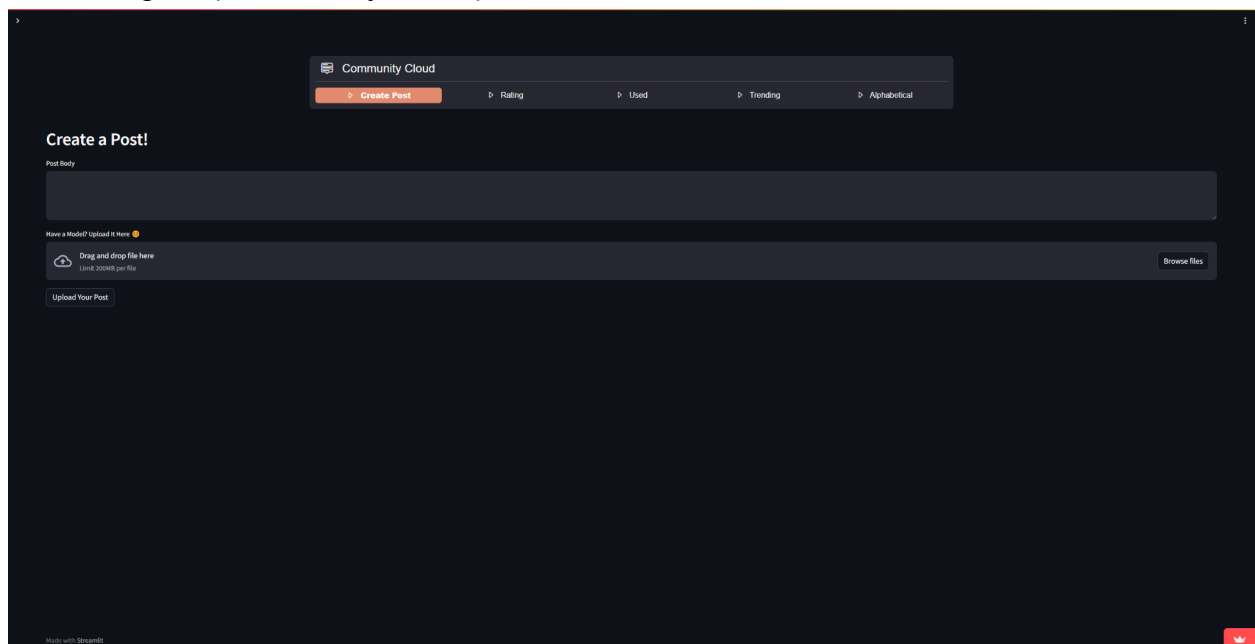 Community Cloud
Create Post Rating Used Trending Alphabetical
Create a Post!
Post Body
Have a Model? Upload It Here 😊
Drag and drop file here
Limit 200MB per file
Browse files
Upload Your Post
Made with Streamlit